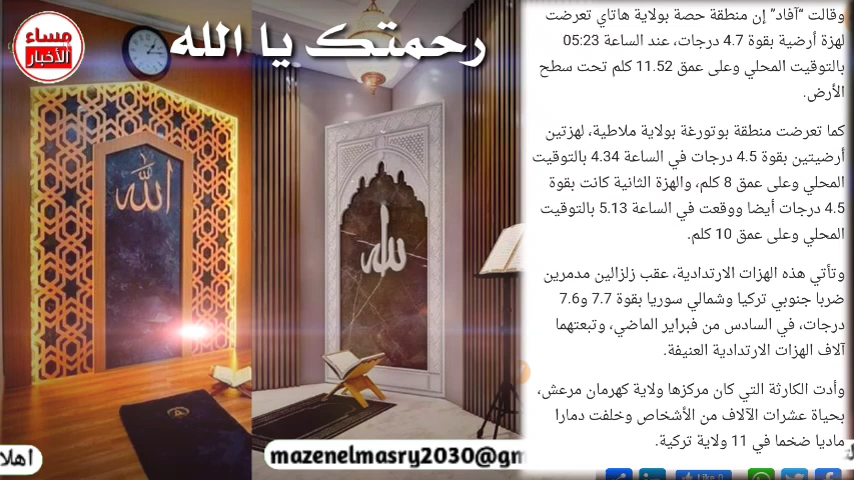 مساء
الأخبار
رحمتك يا الله
الله
الله
وقالت “آفاد” إن منطقة حصة بولاية هاتاي تعرضت
لهزة أرضية بقوة 4.7 درجات، عند الساعة 05:23
بالتوقيت المحلي وعلى عمق 11.52 كلم تحت سطح
الأرض.
كما تعرضت منطقة بوتورغة بولاية ملاطية، لهزتين
أرضيتين بقوة 4.5 درجات في الساعة 4.34 بالتوقيت
المحلي وعلى عمق 8 كلم، والهزة الثانية كانت بقوة
4.5 درجات أيضا ووقعت في الساعة 5.13 بالتوقيت
المحلي وعلى عمق 10 كلم.
وتأتي هذه الهزات الارتدادية، عقب زلزالين مدمرين
ضربا جنوبي تركيا وشمالي سوريا بقوة 7.7 و7.6
درجات، في السادس من فبراير الماضي، وتبعتهما
آلاف الهزات الارتدادية العنيفة.
وأدت الكارثة التي كان مركزها ولاية كهرمان مرعش،
بحياة عشرات الآلاف من الأشخاص وخلفت دمارا
ماديا ضخما في 11 ولاية تركية.
اهلا
mazenelmasry2030@gm
Like 0